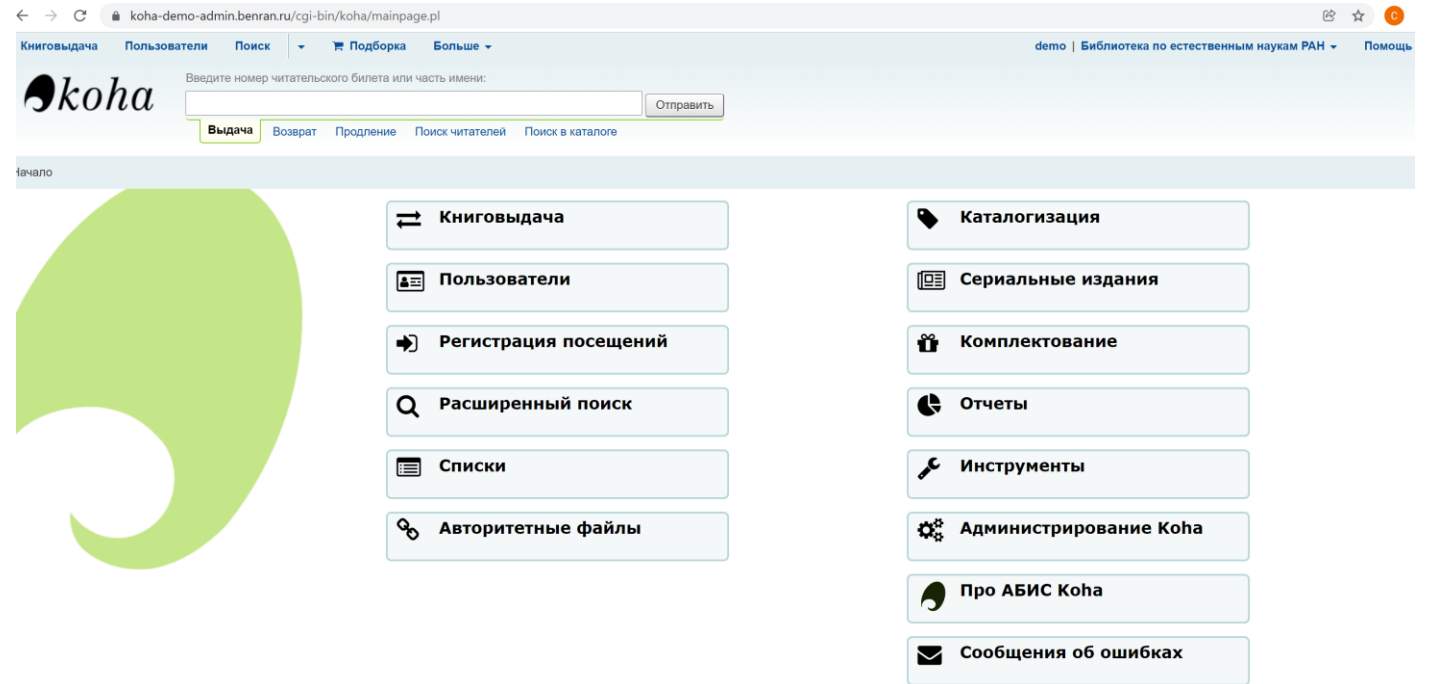 koha-demo-admin.benran.ru/cgi-bin/koha/mainpage.pl
C
Книговыдача Пользователи Поиск Подборка Больше demo | Библиотека по естественным наукам РАН Помощь
koha
Введите номер читательского билета или часть имени:
Отправить
Выдача Возврат Продление Поиск читателей Поиск в каталоге
Начало
Книговыдача
Пользователи
Регистрация посещений
Расширенный поиск
Списки
Авторитетные файлы
Каталогизация
Сериальные издания
Комплектование
Отчеты
Инструменты
Администрирование Koha
Про АБИС Koha
Сообщения об ошибках